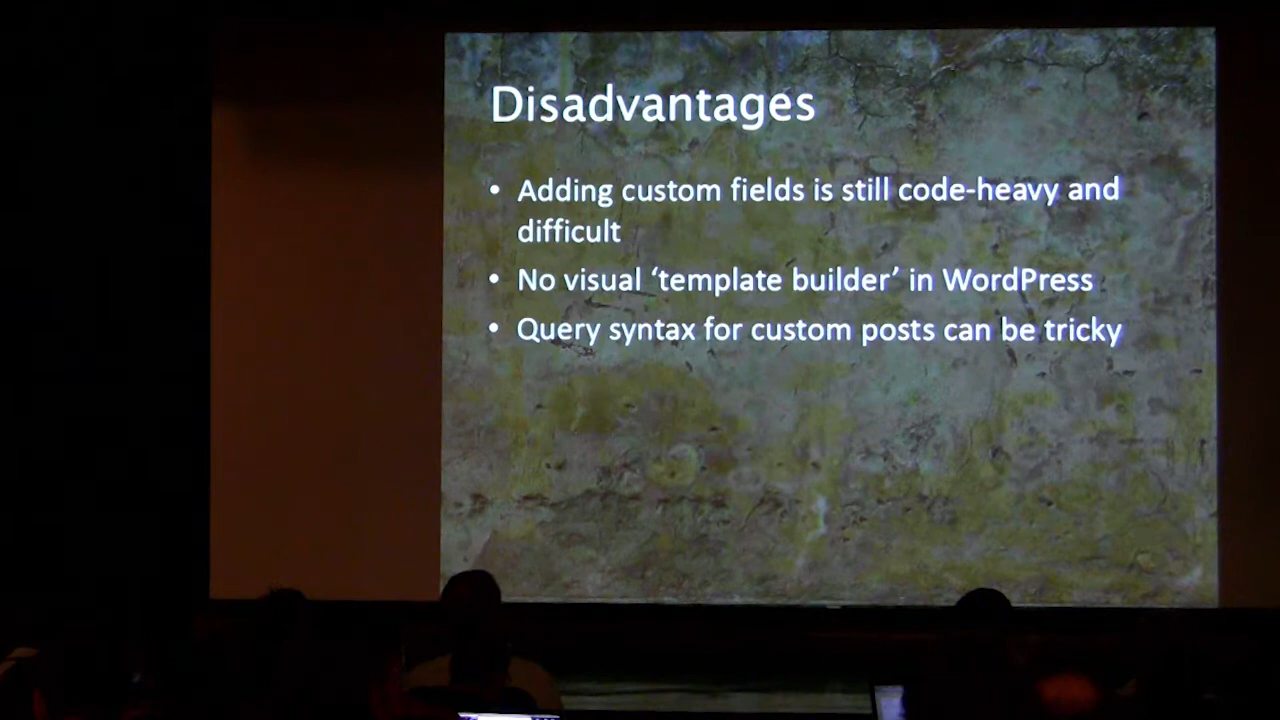 Disadvantages
• Adding custom fields is still code-heavy and
difficult
• No visual ‘template builder’ in WordPress
• Query syntax for custom posts can be tricky